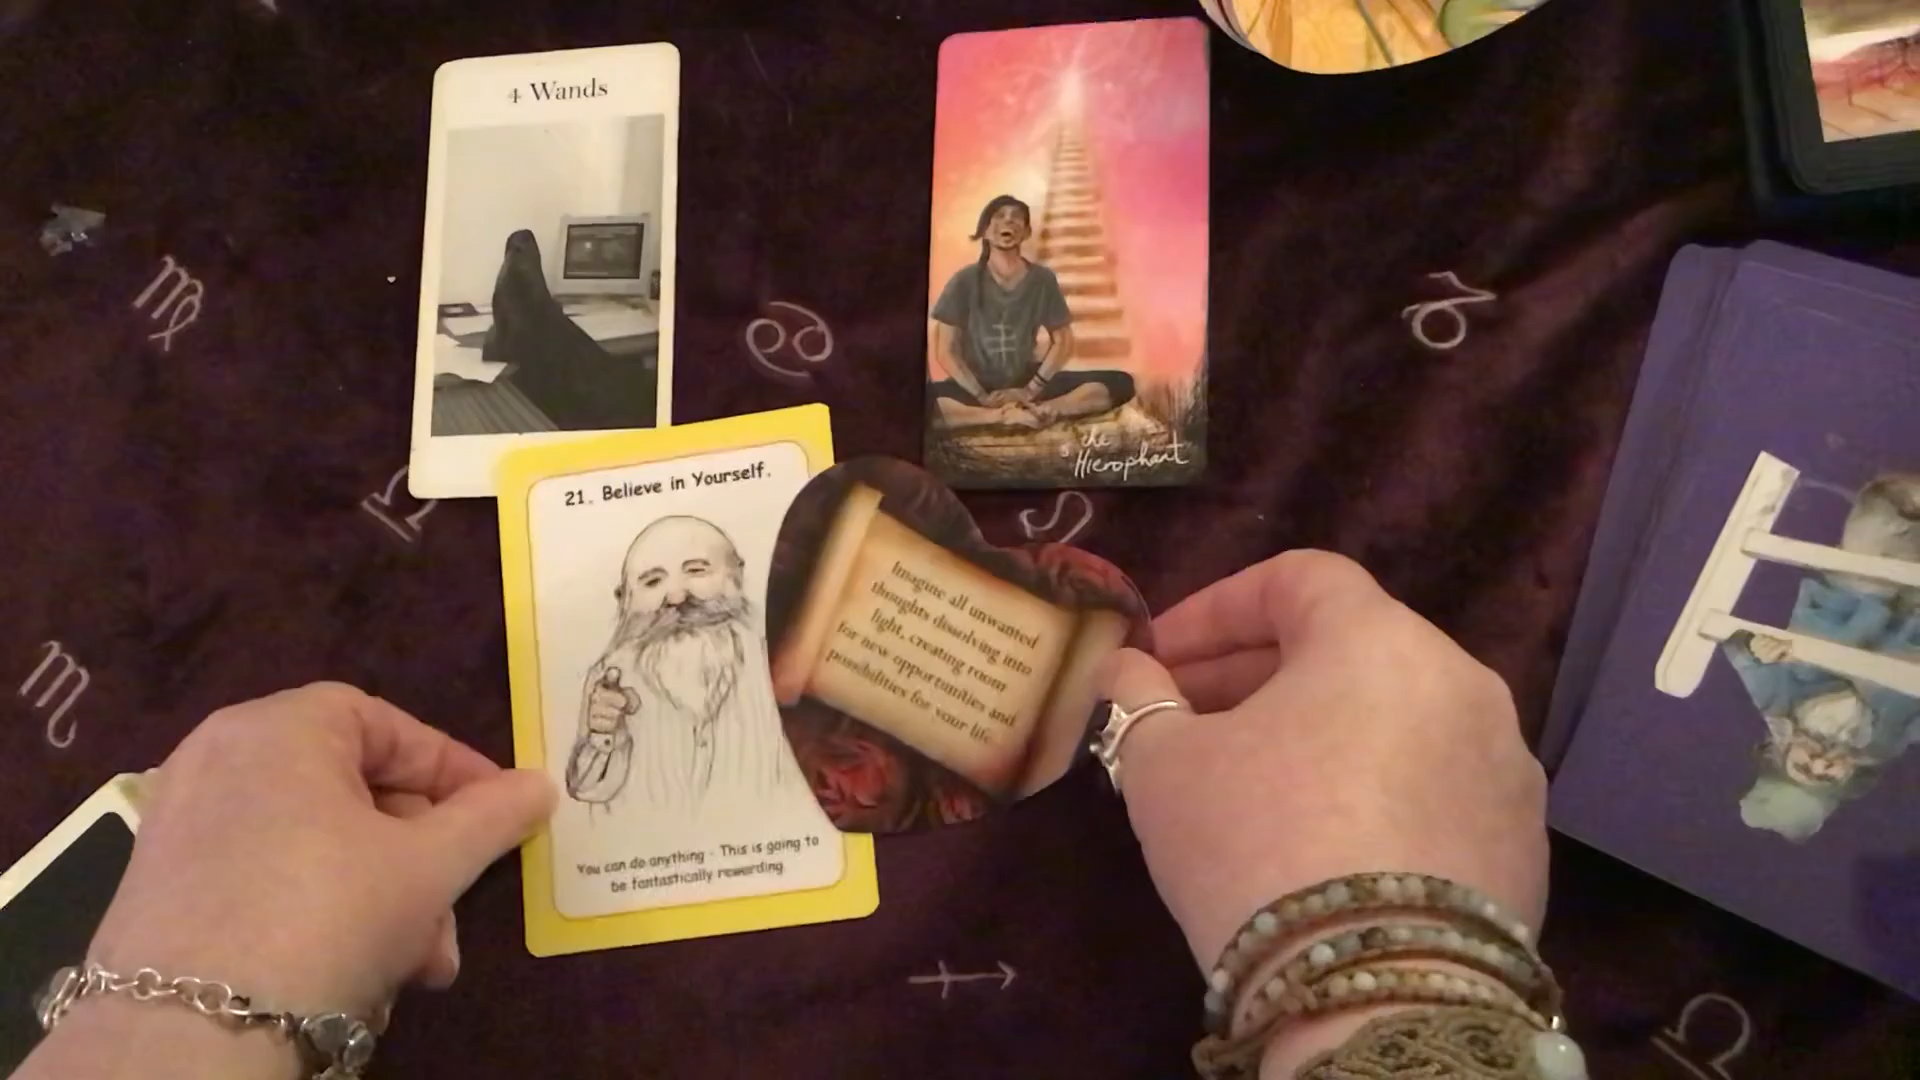 4 Wands
5 the
Hierophant
21. Believe in Yourself.
You can do anything - This is going to
be fantastically rewarding.
Imagine all unwanted
thoughts dissolving into
light, creating room
for new opportunities and
possibilities for your life.